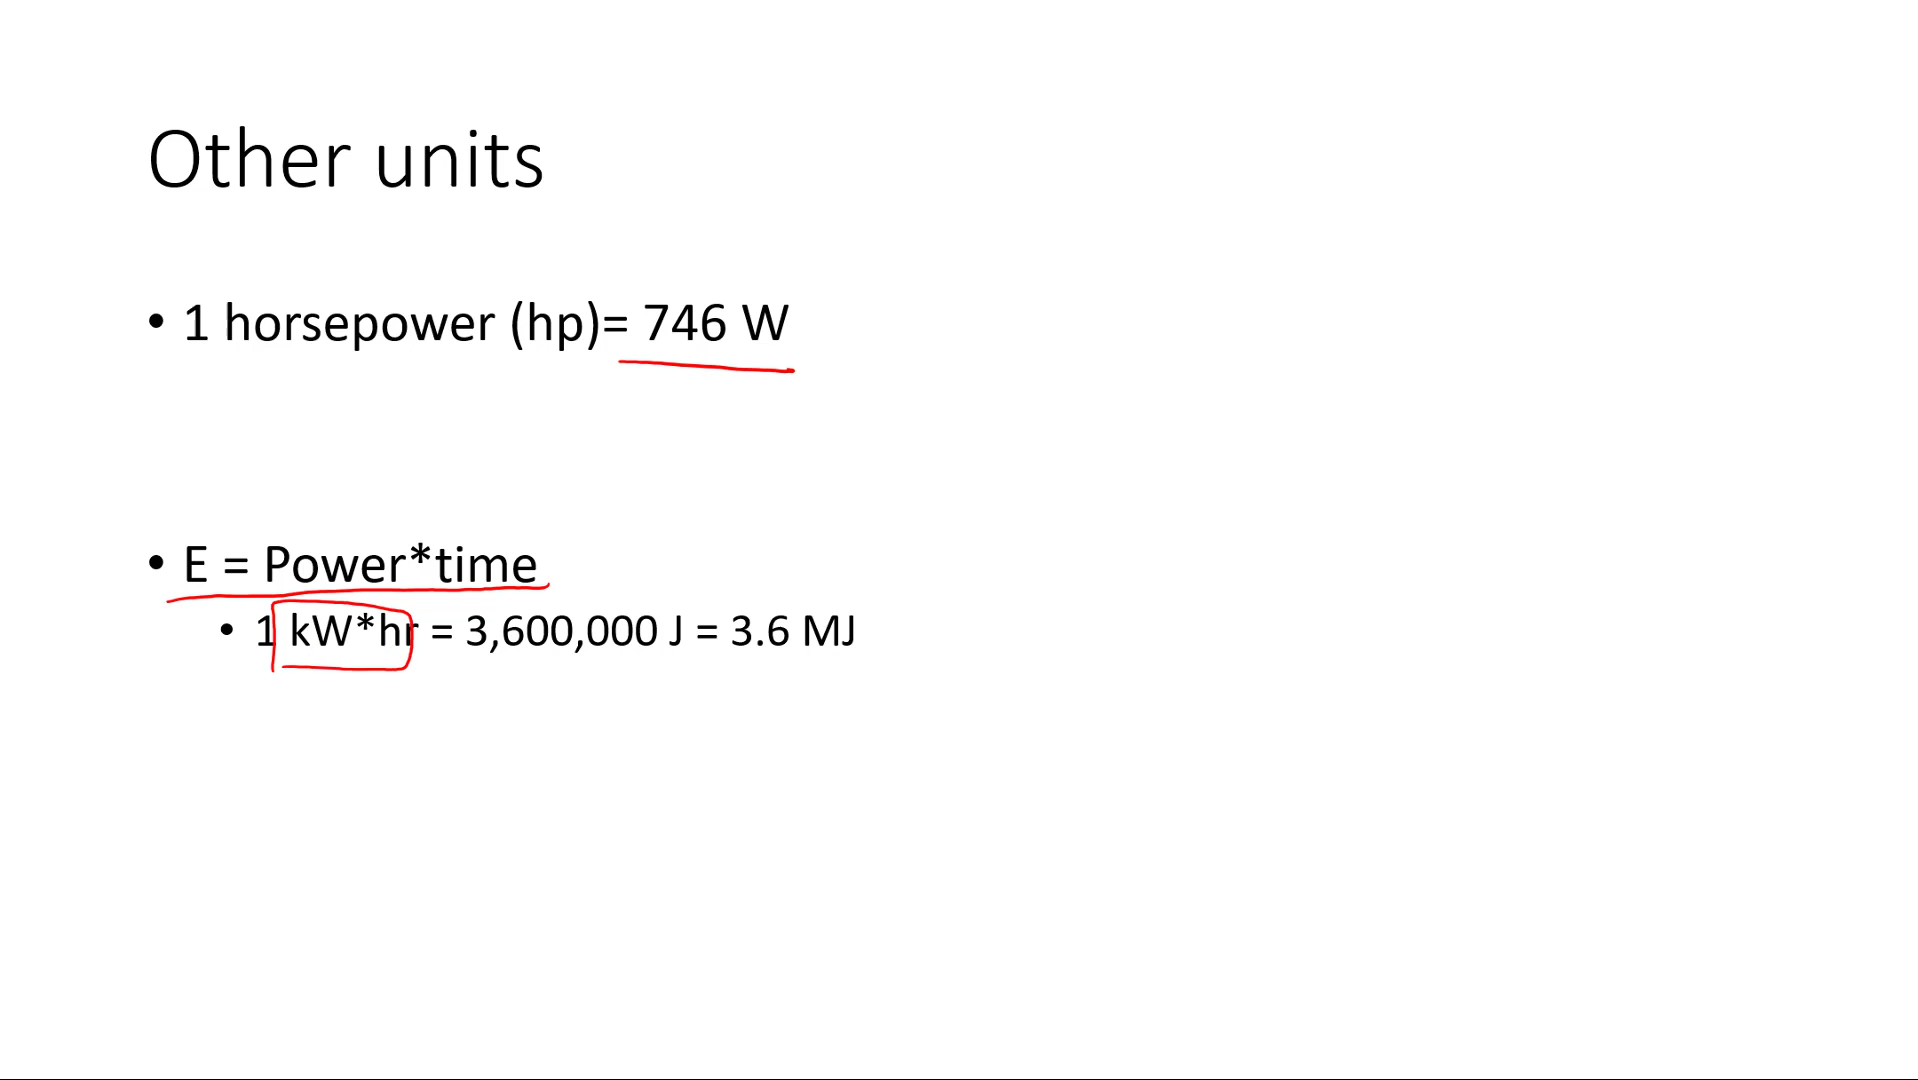 Other units
• 1 horsepower (hp)= 746 W
• E = Power*time
• 1 kW*hr = 3,600,000 J = 3.6 MJ